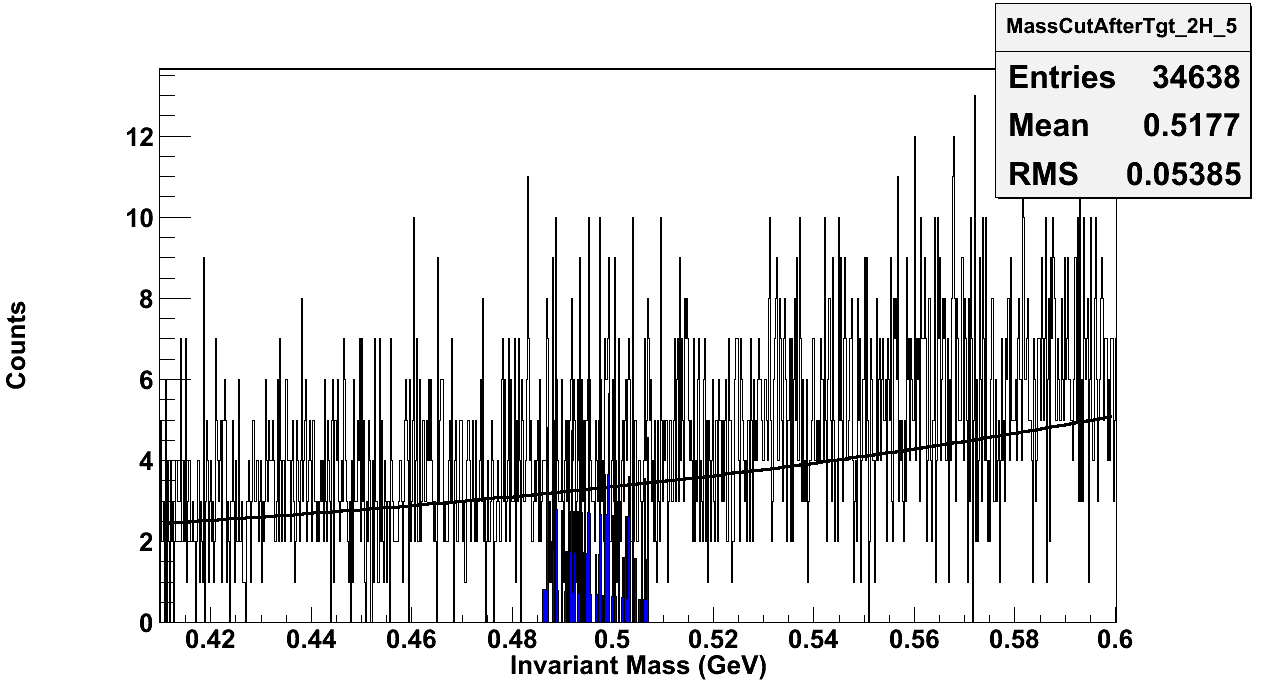 MassCutAfterTgt_2H_5
Entries 34638
Mean 0.5177
RMS 0.05385
12
10
8
6
4
2
0
Counts
0.42 0.44 0.46 0.48 0.5 0.52 0.54 0.56 0.58 0.6
Invariant Mass (GeV)